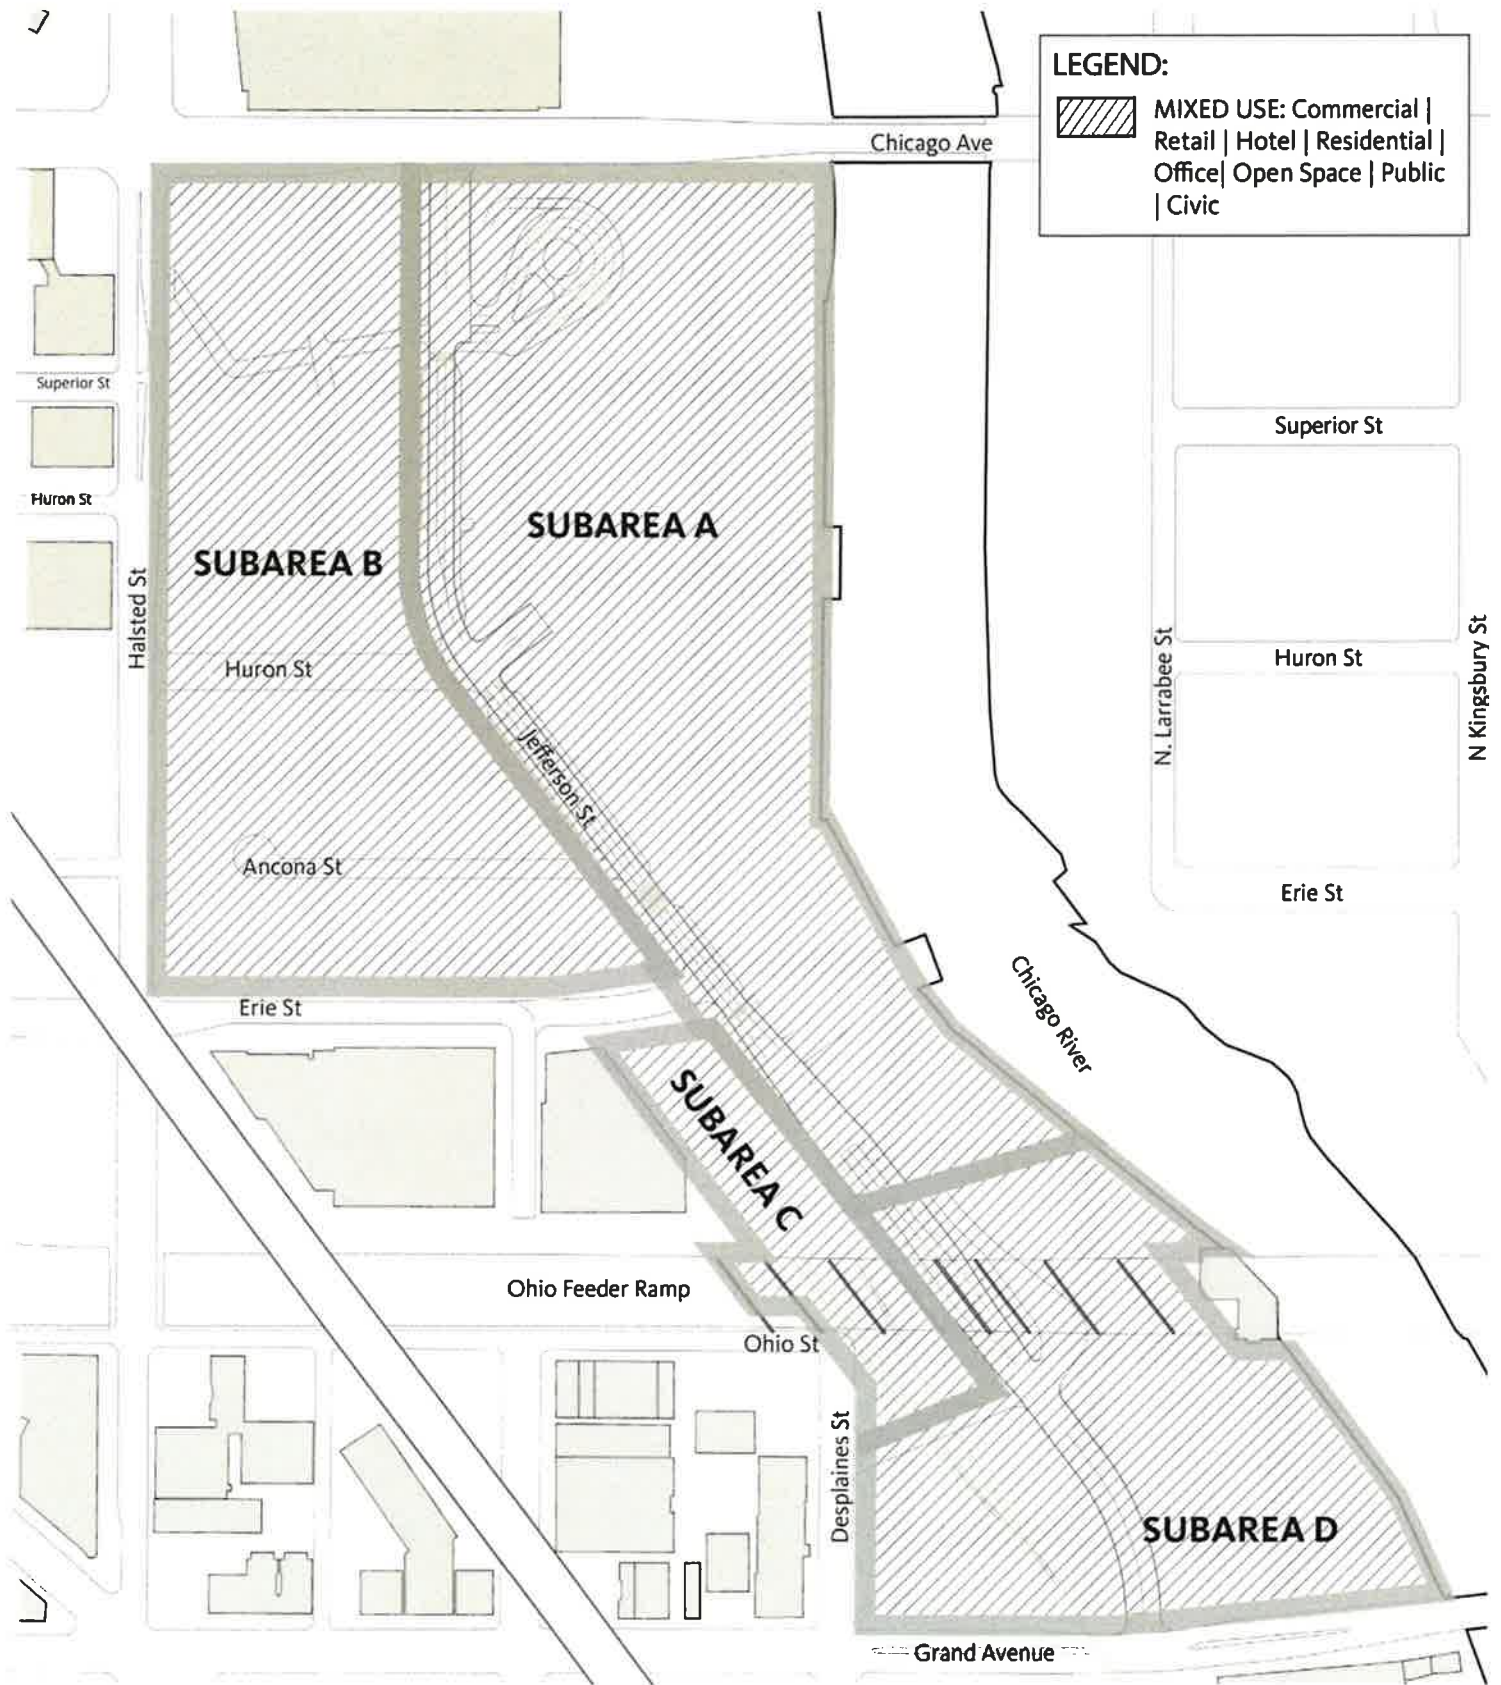 LEGEND:
MIXED USE: Commercial |
Retail | Hotel | Residential |
Office| Open Space | Public
| Civic
Chicago Ave
Superior St
Superior St
Huron St
SUBAREA A
SUBAREA B
Halsted St
Huron St
Huron St
N. Larrabee St
N Kingsbury St
Jefferson St
Ancona St
Erie St
Chicago River
Erie St
SUBAREA C
Ohio Feeder Ramp
Ohio St
Desplaines St
SUBAREA D
Grand Avenue